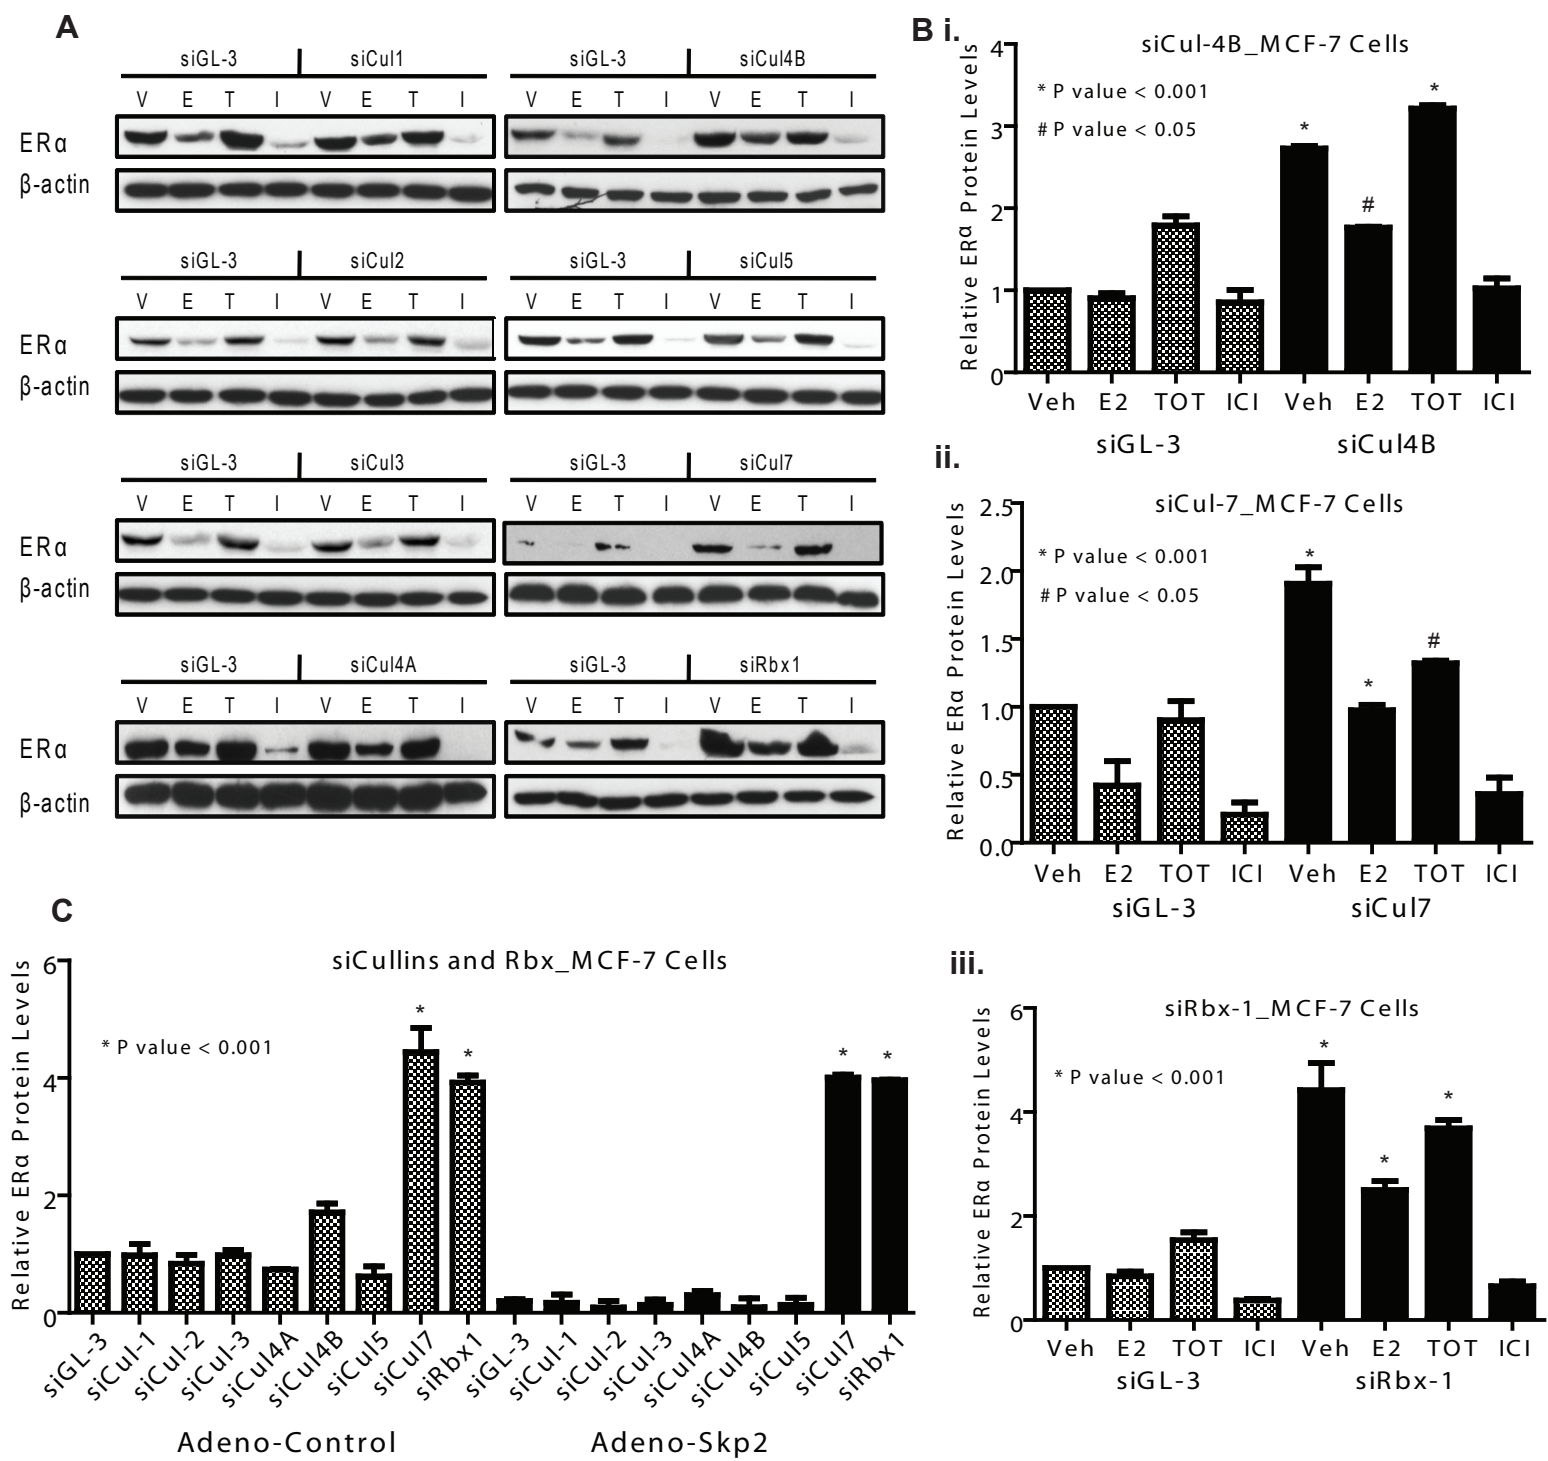 A
siGL-3 siCul1
V E T I V E T I
ERα
β-actin
siGL-3 siCul4B
V E T I V E T I
siGL-3 siCul2
V E T I V E T I
ERα
β-actin
siGL-3 siCul5
V E T I V E T I
siGL-3 siCul3
V E T I V E T I
ERα
β-actin
siGL-3 siCul7
V E T I V E T I
siGL-3 siCul4A
V E T I V E T I
ERα
β-actin
siGL-3 siRbx1
V E T I V E T I
B i.
siCul-4B_MCF-7 Cells
* P value < 0.001
# P value < 0.05
Relative ERα Protein Levels
4
3
2
1
0
* # *
Veh E2 TOT ICI Veh E2 TOT ICI
siGL-3 siCul4B
ii.
siCul-7_MCF-7 Cells
* P value < 0.001
# P value < 0.05
Relative ERα Protein Levels
2.5
2.0
1.5
1.0
0.5
0.0
* * #
Veh E2 TOT ICI Veh E2 TOT ICI
siGL-3 siCul7
iii.
siRbx-1_MCF-7 Cells
* P value < 0.001
Relative ERα Protein Levels
6
4
2
0
* * *
Veh E2 TOT ICI Veh E2 TOT ICI
siGL-3 siRbx-1
C
siCullins and Rbx_MCF-7 Cells
* P value < 0.001
Relative ERα Protein Levels
6
4
2
0
* * * *
siGL-3 siCul-1 siCul-2 siCul-3 siCul4A siCul4B siCul5 siCul7 siRbx1 siGL-3 siCul-1 siCul-2 siCul-3 siCul4A siCul4B siCul5 siCul7 siRbx1
Adeno-Control Adeno-Skp2